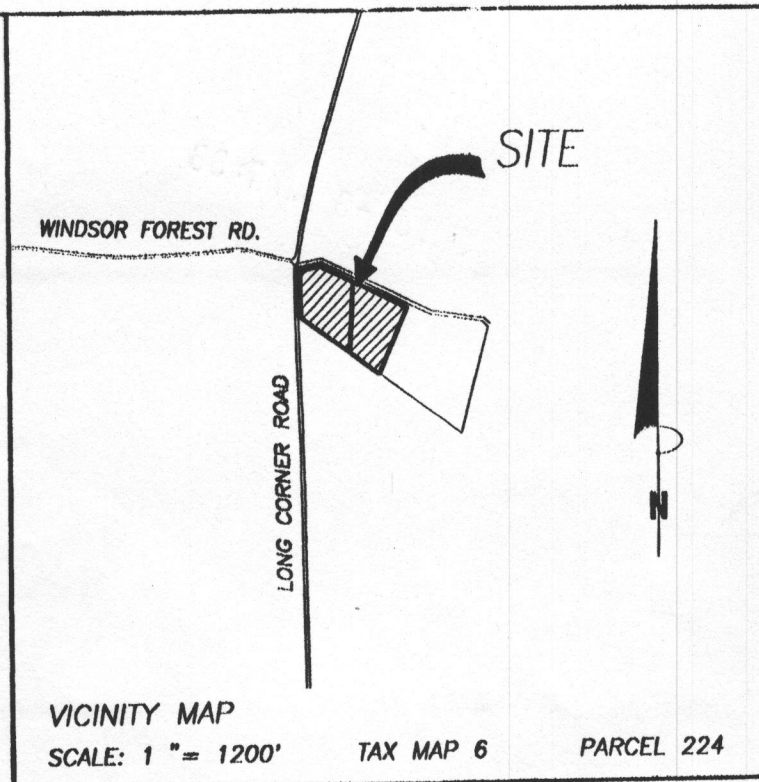 SITE
WINDSOR FOREST RD.
LONG CORNER ROAD
N
VICINITY MAP
SCALE: 1 "= 1200' TAX MAP 6 PARCEL 224